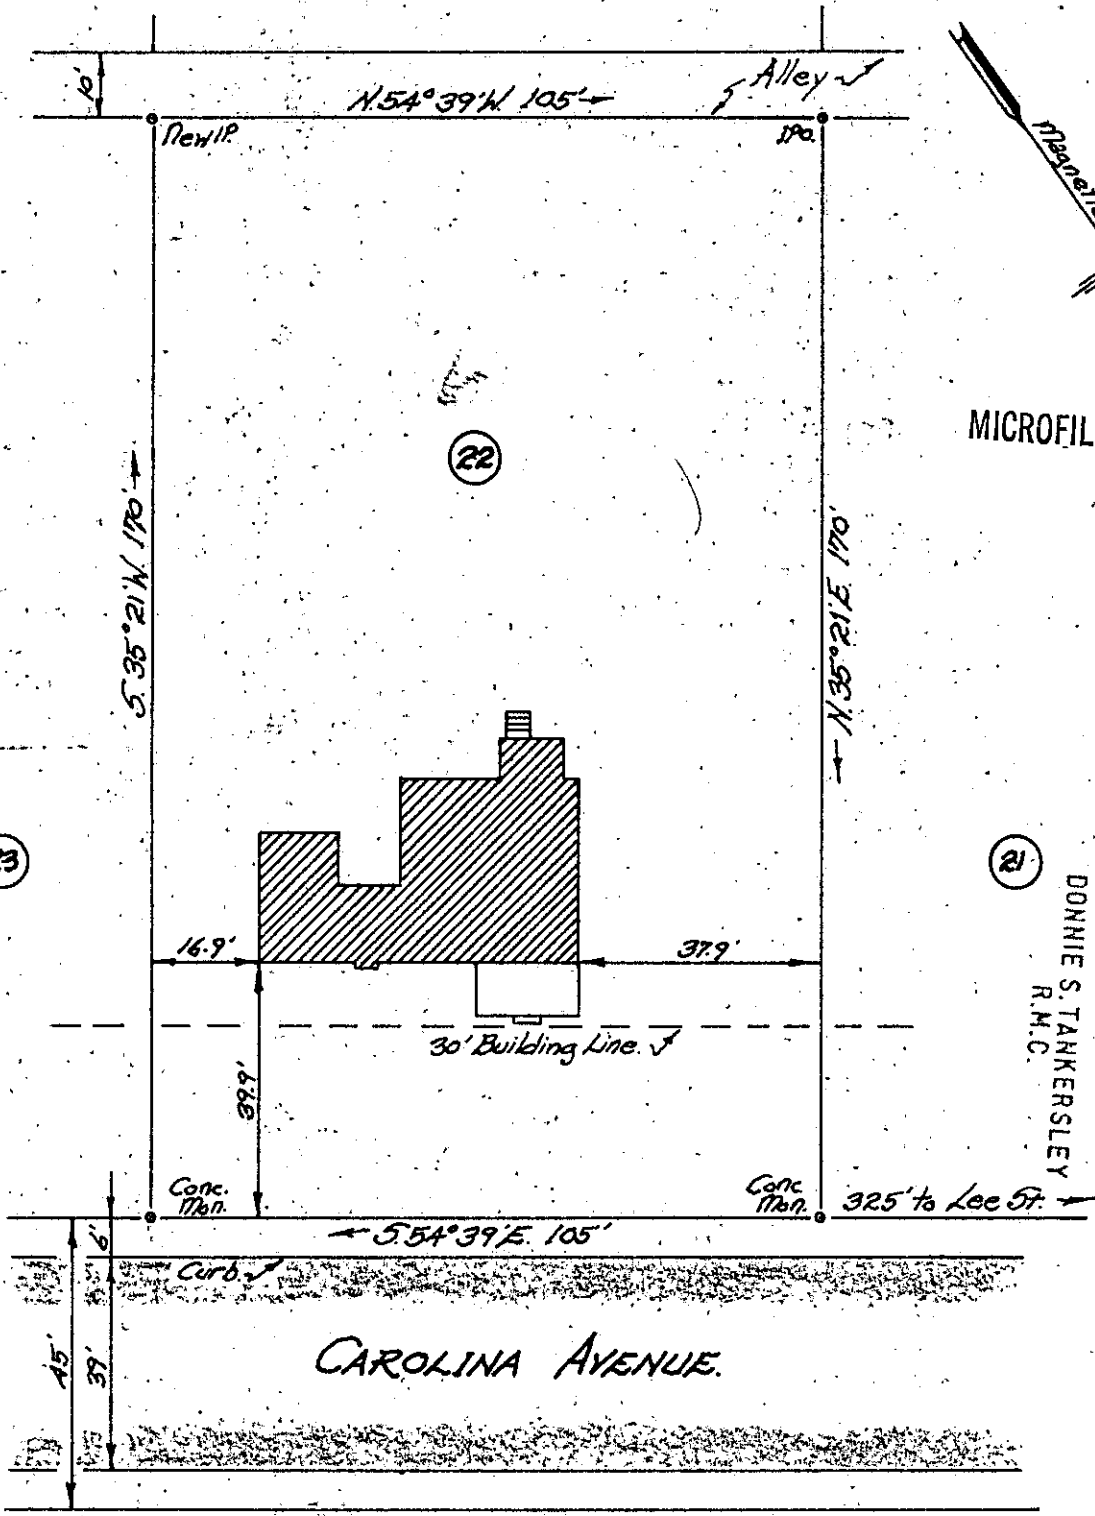 10'
Alley
N.54°39'W. 105'
New I.P.
I.P.O.
Magnetic
MICROFIL
22
S.35°21'W. 170'
N.35°21'E. 170'
23
21
DONNIE S. TANKERSLEY
R.M.C.
16.9'
37.9'
30' Building Line.
39.9'
Conc.
Mon.
Conc.
Mon.
325' to Lee St.
S.54°39'E. 105'
6'
Curb.
45'
39'
CAROLINA AVENUE.